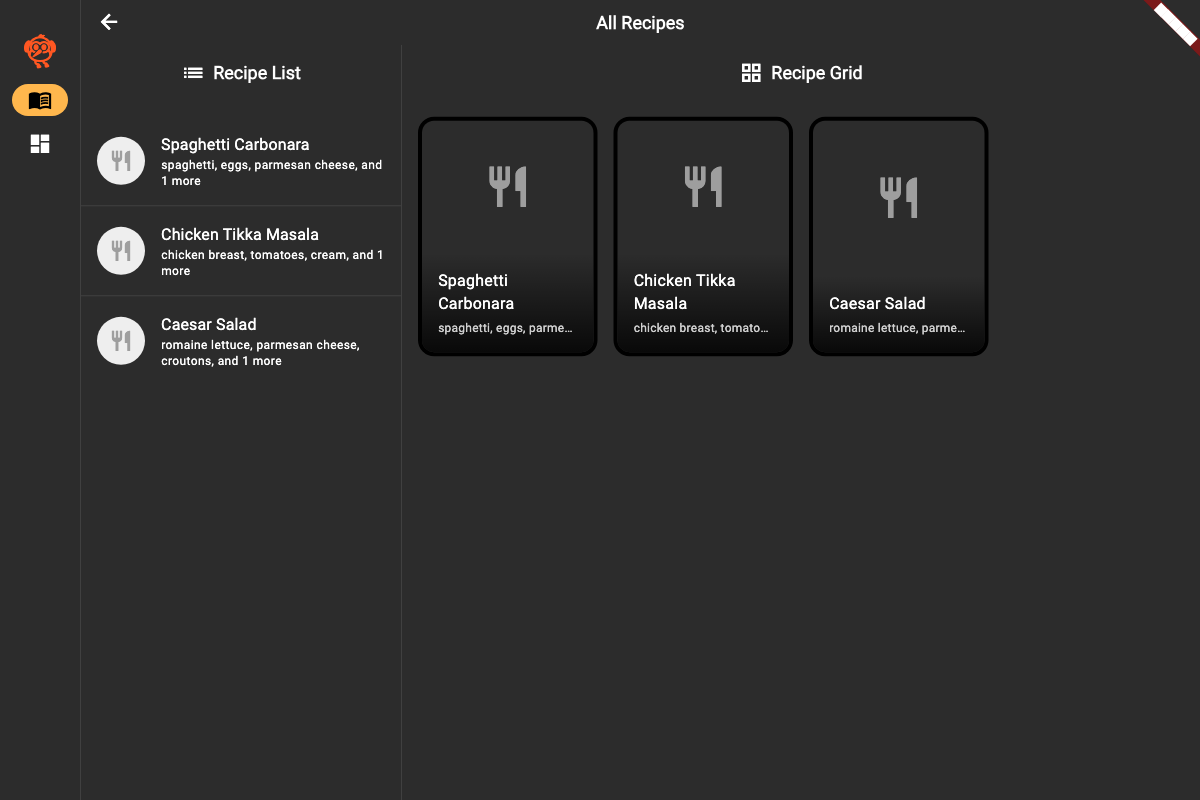 All Recipes
Recipe List
Recipe Grid
Spaghetti Carbonara
spaghetti, eggs, parmesan cheese, and
1 more
Chicken Tikka Masala
chicken breast, tomatoes, cream, and 1
more
Caesar Salad
romaine lettuce, parmesan cheese,
croutons, and 1 more
Spaghetti
Carbonara
spaghetti, eggs, parme...
Chicken Tikka
Masala
chicken breast, tomato...
Caesar Salad
romaine lettuce, parme...